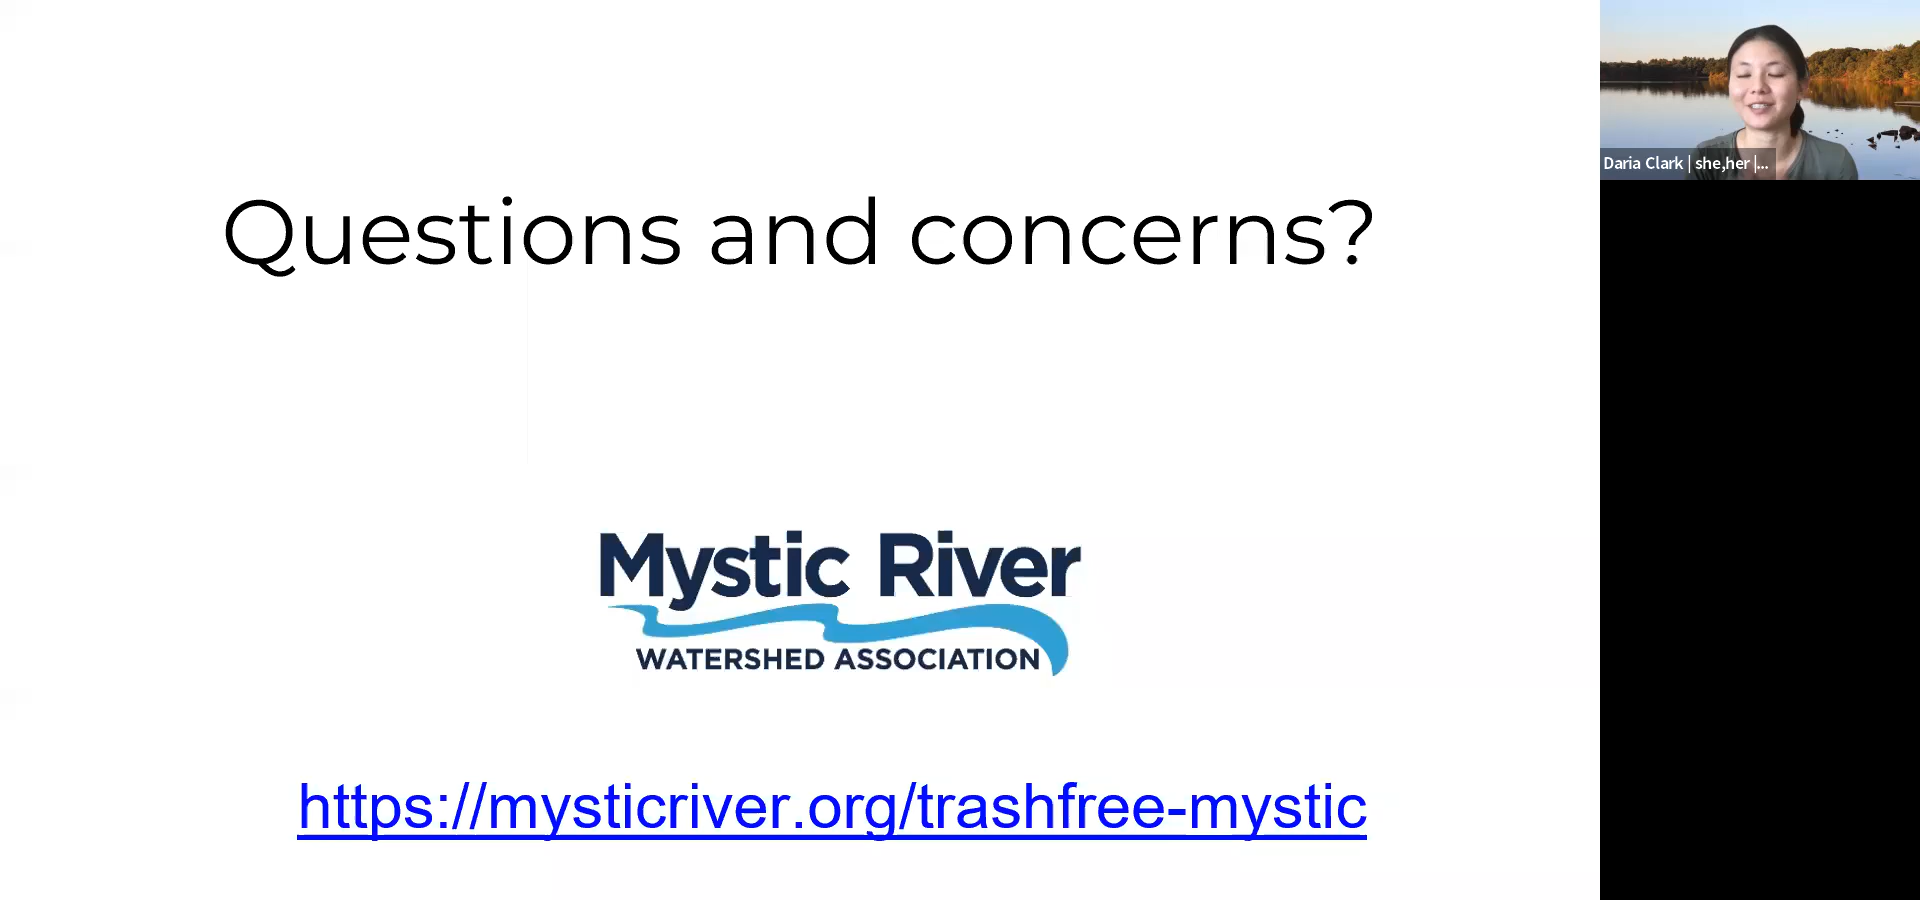 Questions and concerns?
Daria Clark | she,her |...
Mystic River
WATERSHED ASSOCIATION
https://mysticriver.org/trashfree-mystic